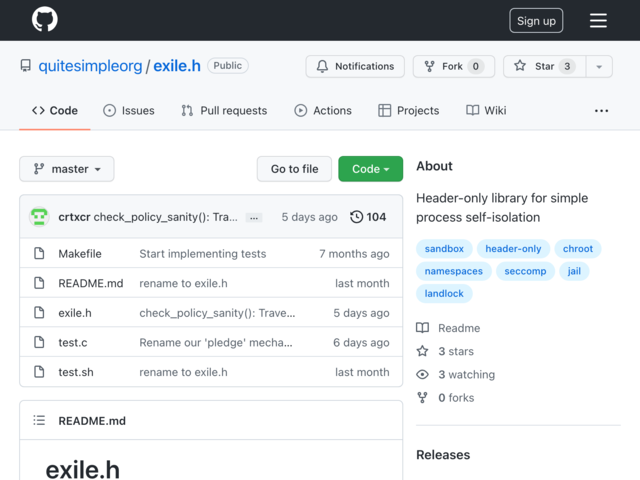 Sign up
quitesimpleorg / exile.h Public
Notifications Fork 0 Star 3
Code Issues Pull requests Actions Projects Wiki ...
master Go to file Code
crtxcr check_policy_sanity(): Tra... ... 5 days ago 104
Makefile Start implementing tests 7 months ago
README.md rename to exile.h last month
exile.h check_policy_sanity(): Trave... 5 days ago
test.c Rename our 'pledge' mecha... 6 days ago
test.sh rename to exile.h last month
README.md
exile.h
About
Header-only library for simple
process self-isolation
sandbox header-only chroot
namespaces seccomp jail
landlock
Readme
3 stars
3 watching
0 forks
Releases